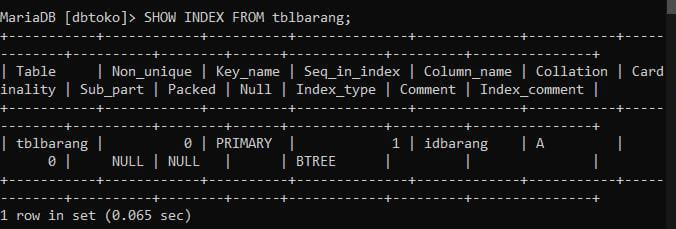 MariaDB [dbtoko]> SHOW INDEX FROM tblbarang;
+-----------+------------+----------+--------------+-------------+-----------+-----
--------+----------+--------+------+------------+---------+---------------+
| Table     | Non_unique | Key_name | Seq_in_index | Column_name | Collation | Card
inality | Sub_part | Packed | Null | Index_type | Comment | Index_comment |
+-----------+------------+----------+--------------+-------------+-----------+-----
--------+----------+--------+------+------------+---------+---------------+
| tblbarang |          0 | PRIMARY  |            1 | idbarang    | A         |
      0 |     NULL | NULL   |      | BTREE      |         |               |
+-----------+------------+----------+--------------+-------------+-----------+-----
--------+----------+--------+------+------------+---------+---------------+
1 row in set (0.065 sec)